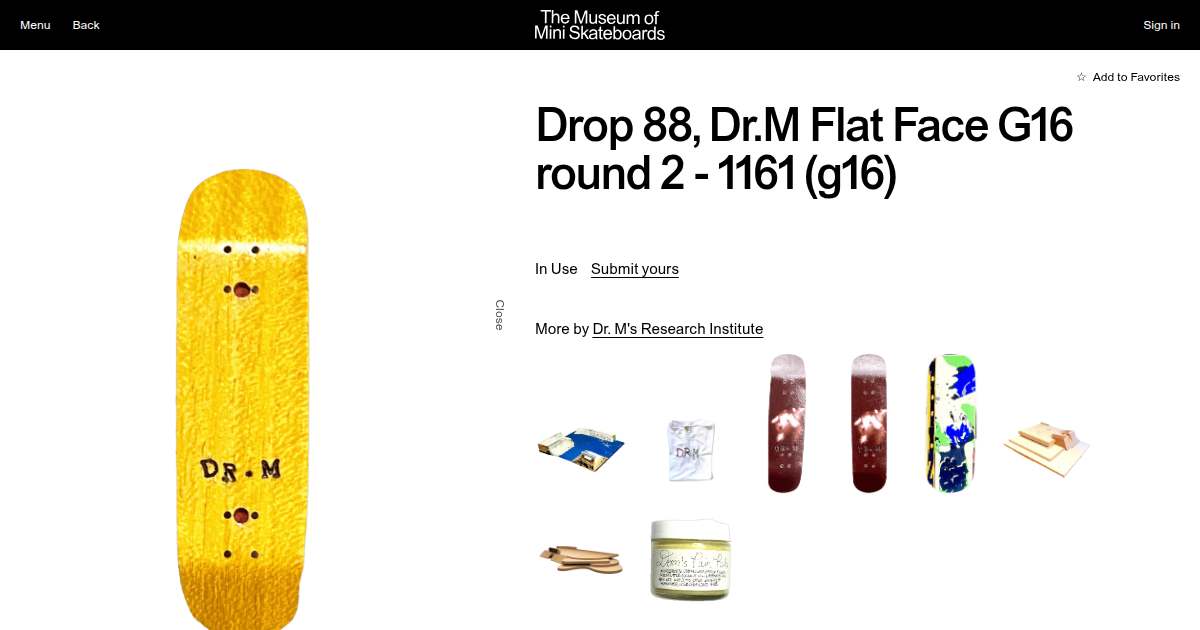 Menu
Back
The Museum of
Mini Skateboards
Sign in
☆ Add to Favorites
Drop 88, Dr.M Flat Face G16
round 2 - 1161 (g16)
In Use
Submit yours
Close
More by Dr. M's Research Institute
DR.M
DR.M